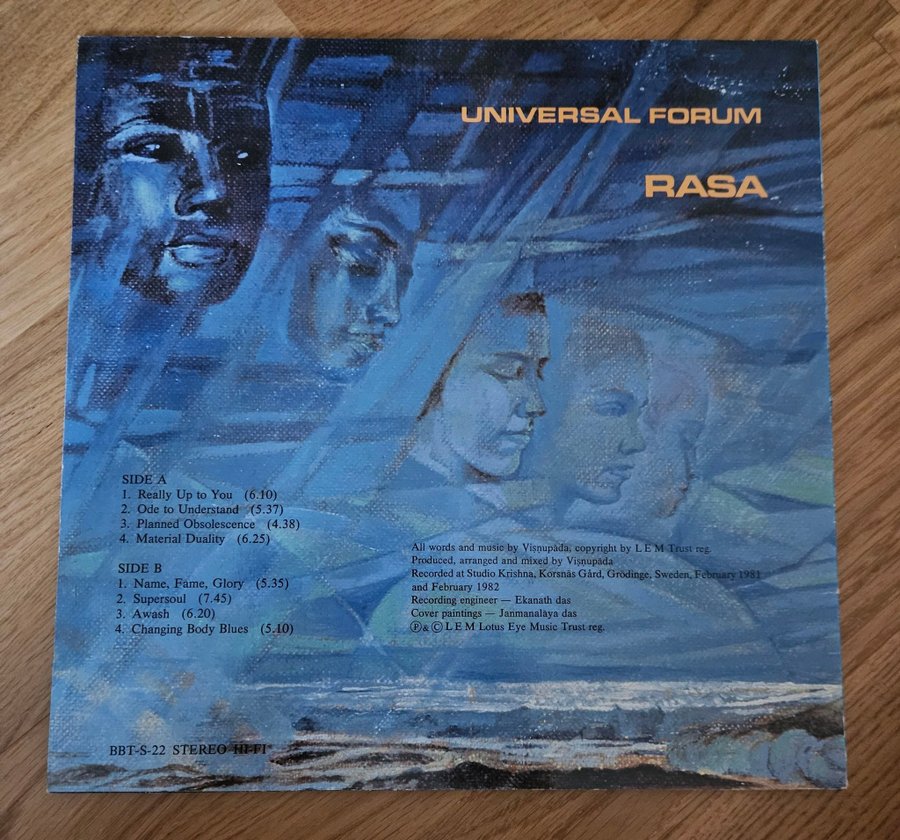 UNIVERSAL FORUM
RASA
SIDE A
1. Really Up to You (6.10)
2. Ode to Understand (5.37)
3. Planned Obsolescence (4.38)
4. Material Duality (6.25)
SIDE B
1. Name, Fame, Glory (5.35)
2. Supersoul (7.45)
3. Awash (6.20)
4. Changing Body Blues (5.10)
All words and music by Viṣṇupāda, copyright by L E M Trust reg.
Produced, arranged and mixed by Viṣṇupāda
Recorded at Studio Krishna, Korsnäs Gård, Grödinge, Sweden, February 1981
and February 1982
Recording engineer — Ekanath das
Cover paintings — Janmanalāya das
Ⓟ & Ⓒ L E M Lotus Eye Music Trust reg.
BBT-S-22 STEREO HI-FI